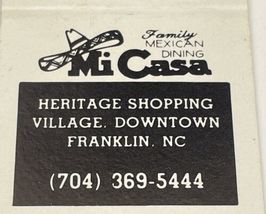 Family
MEXICAN
DINING
Mi Casa
HERITAGE SHOPPING
VILLAGE, DOWNTOWN
FRANKLIN, NC
(704) 369-5444